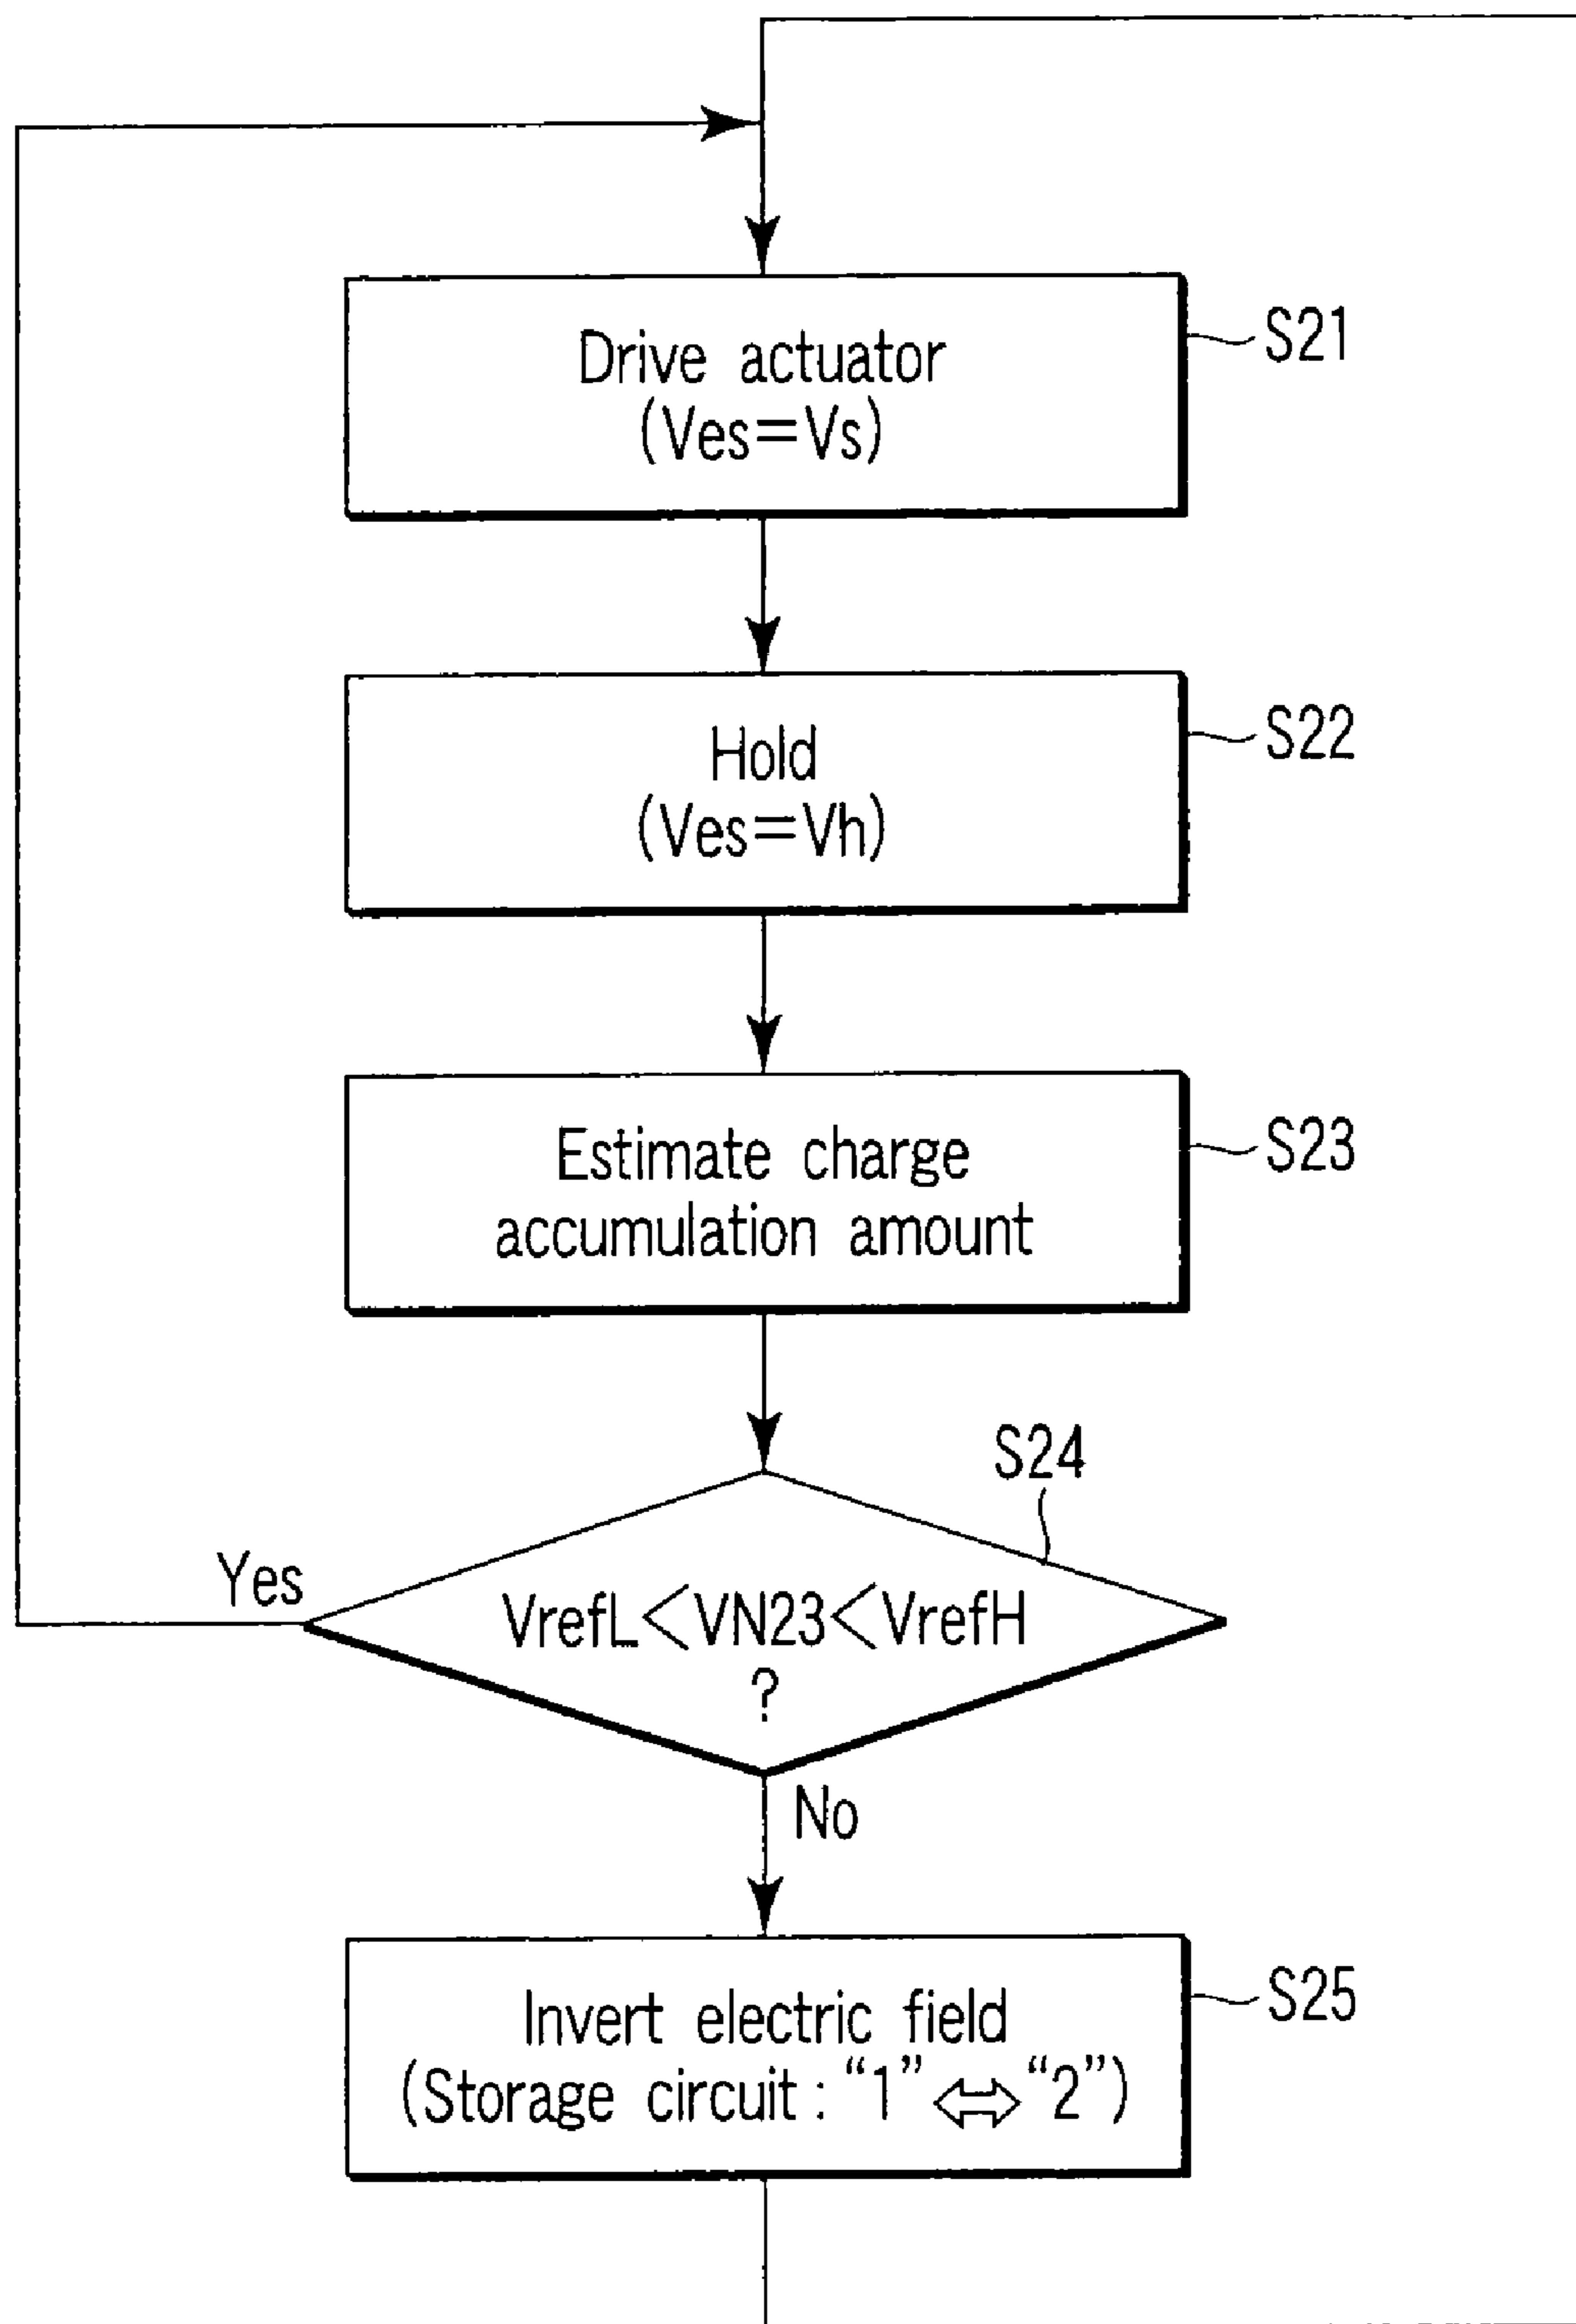 Drive actuator
(Ves=Vs)
S21
Hold
(Ves=Vh)
S22
Estimate charge
accumulation amount
S23
S24
Yes
VrefL<VN23<VrefH
?
No
Invert electric field
(Storage circuit: “1”⇔“2”)
S25